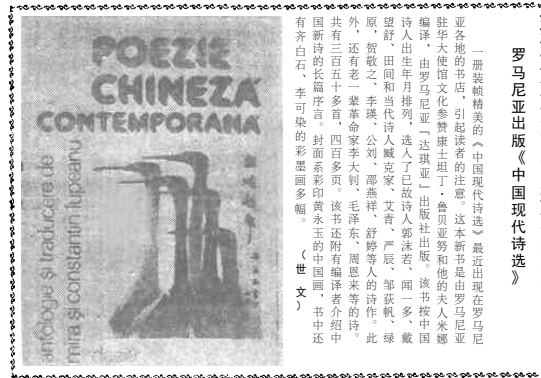 罗马尼亚出版《中国现代诗选》
一册装帧精美的《中国现代诗选》最近出现在罗马尼
亚各地的书店，引起读者的注意。这本新书是由罗马尼亚
驻华大使馆文化参赞康士坦丁·鲁贝亚努和他的夫人米娜
编译，由罗马尼亚“达琪亚”出版社出版。该书按中国
诗人出生年月排列，选入了已故诗人郭沫若、闻一多、戴
望舒、田间和当代诗人臧克家、艾青、严辰、邹荻帆、绿
原，贺敬之、李瑛、公刘、邵燕祥、舒婷等人的诗作。此
外，还有老一辈革命家李大钊、毛泽东、周恩来等的诗。
共有三百五十多首，四百多页。该书还附有编译者介绍中
国新诗的长篇序言。封面系彩印黄永玉的中国画，书中还
有齐白石、李可染的彩墨画多幅。
（世 文）
POEZIE
CHINEZĂ
CONTEMPORANĂ
antologie şi traducere de
mira şi constantin lupeanu